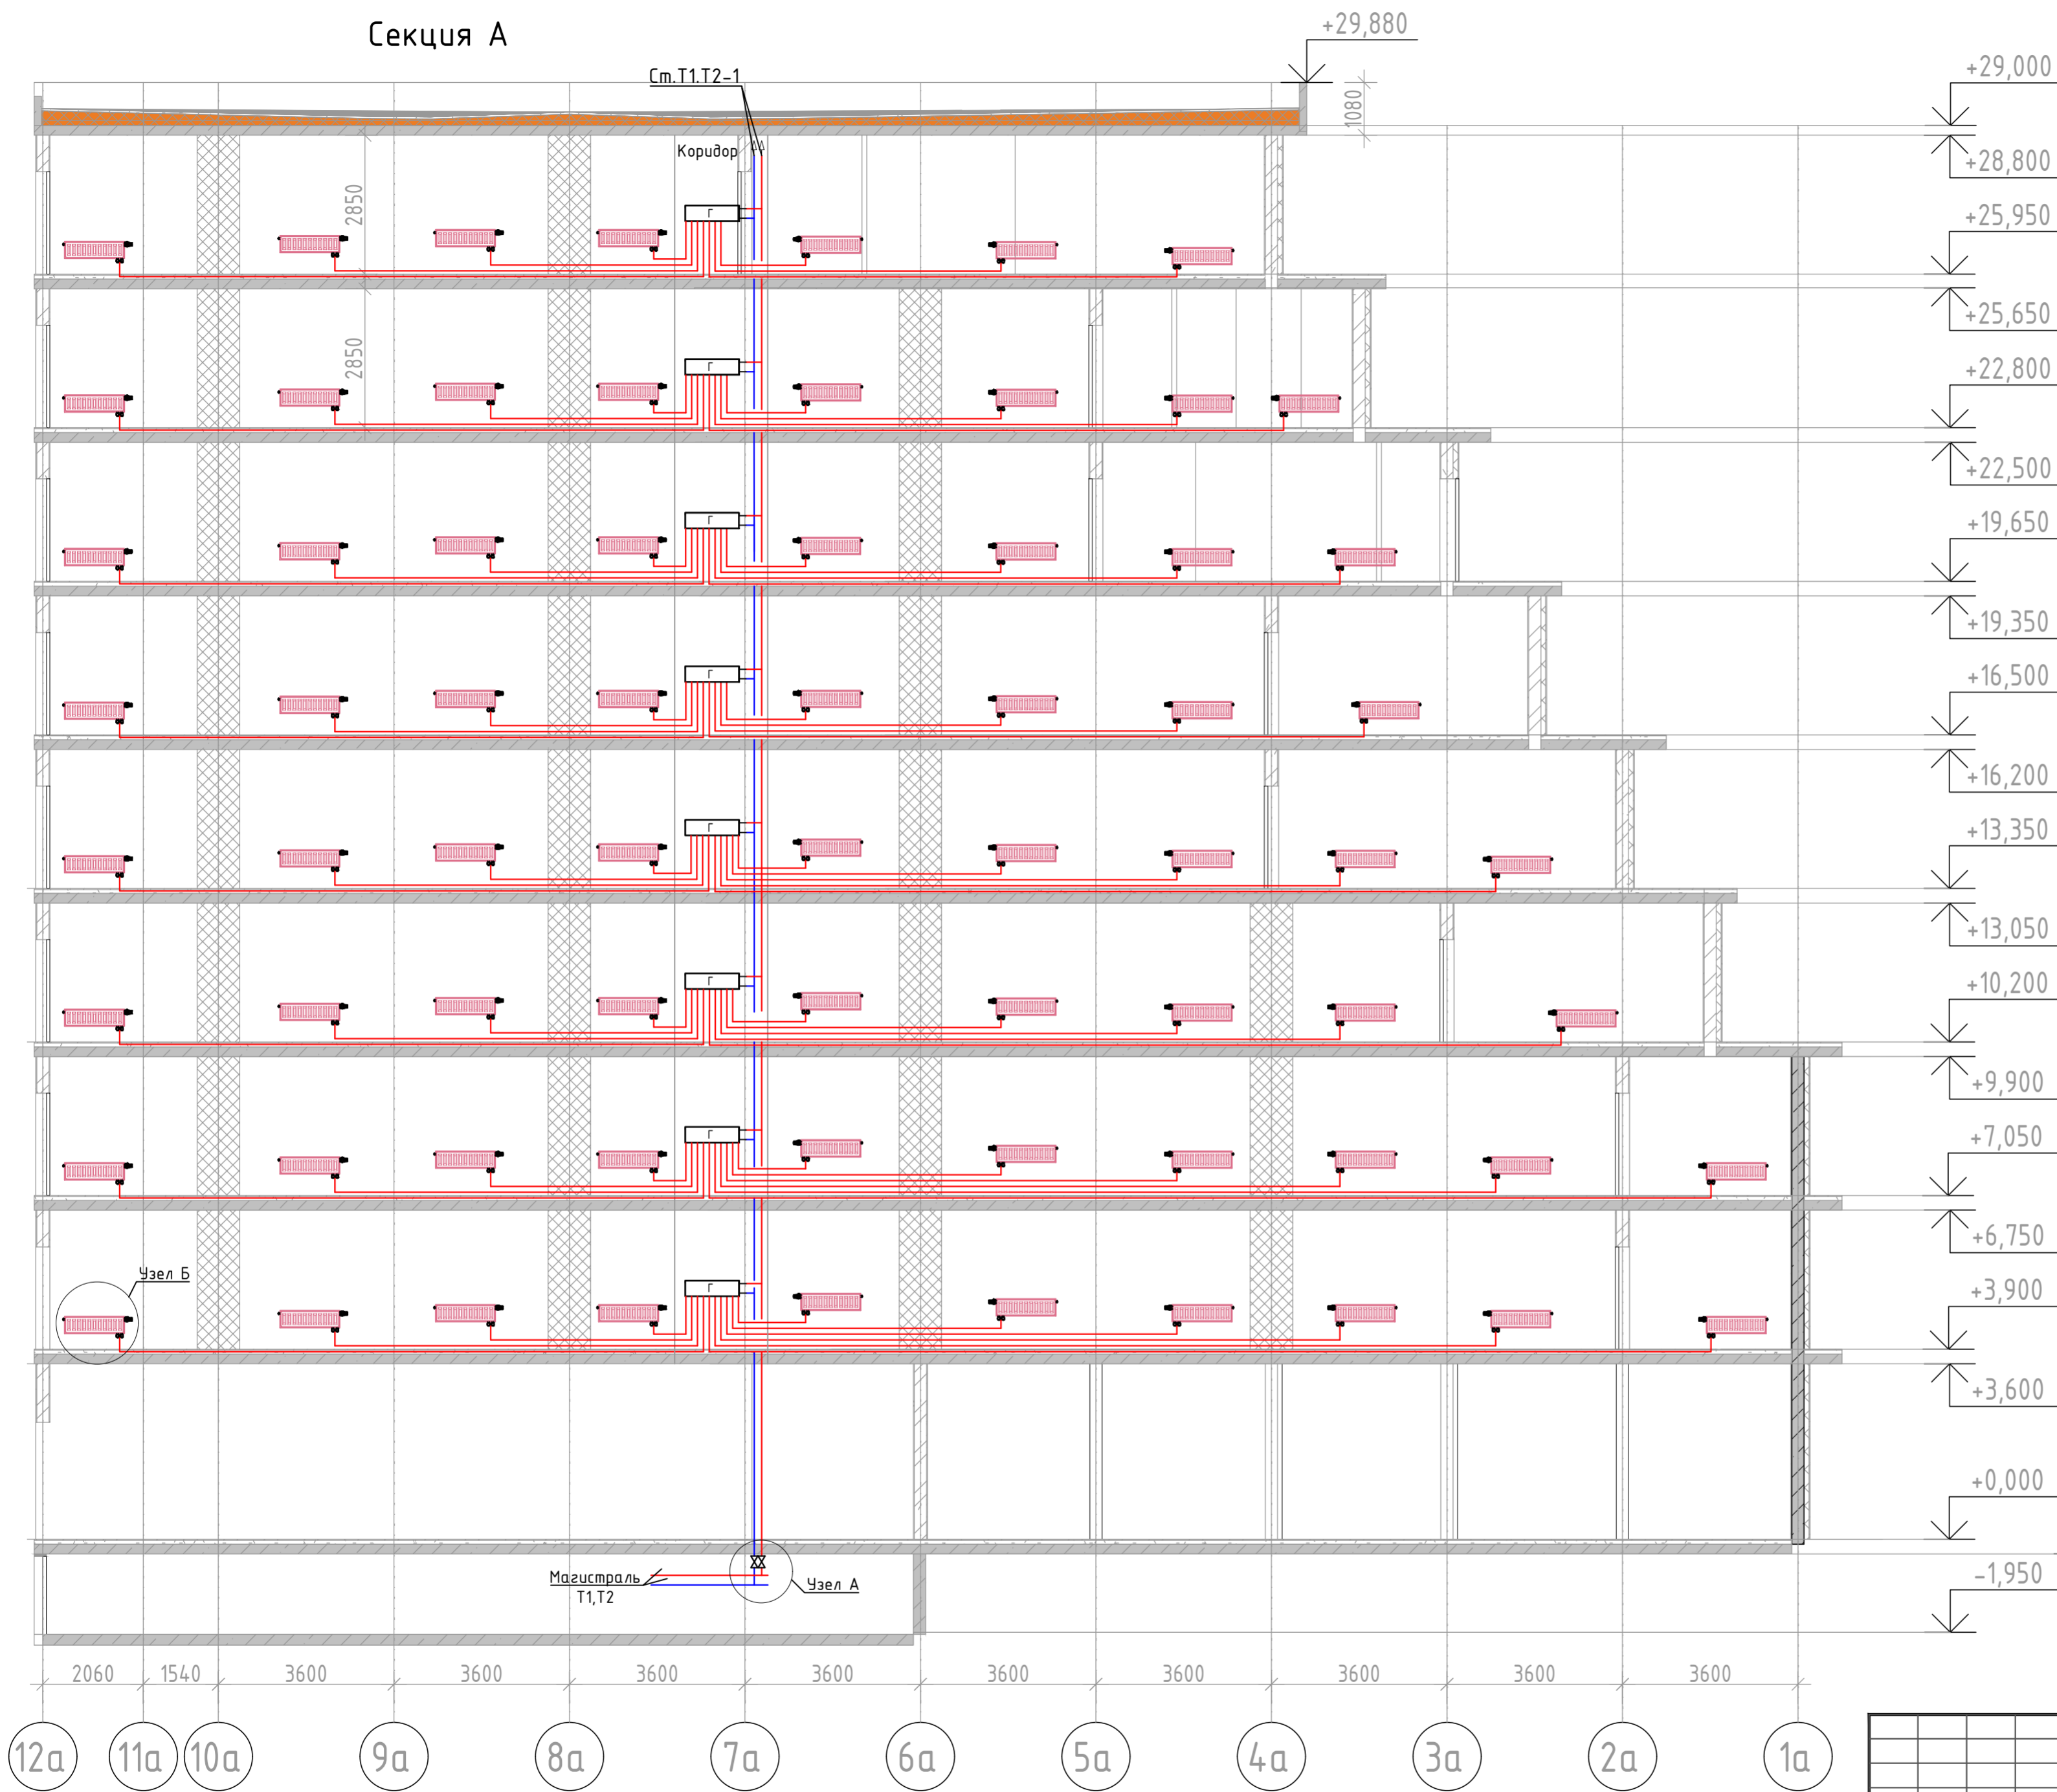 Секция А
+29,880
Ст.Т1.Т2-1
+29,000
1080
Коридор
+28,800
2850
Г
+25,950
+25,650
2850
Г
+22,800
+22,500
Г
+19,650
+19,350
Г
+16,500
+16,200
Г
+13,350
+13,050
Г
+10,200
+9,900
Г
+7,050
+6,750
Узел Б
Г
+3,900
+3,600
+0,000
Магистраль
Т1,Т2
Узел А
-1,950
2060 1540 3600 3600 3600 3600 3600 3600 3600 3600 3600
12а 11а 10а 9а 8а 7а 6а 5а 4а 3а 2а 1а